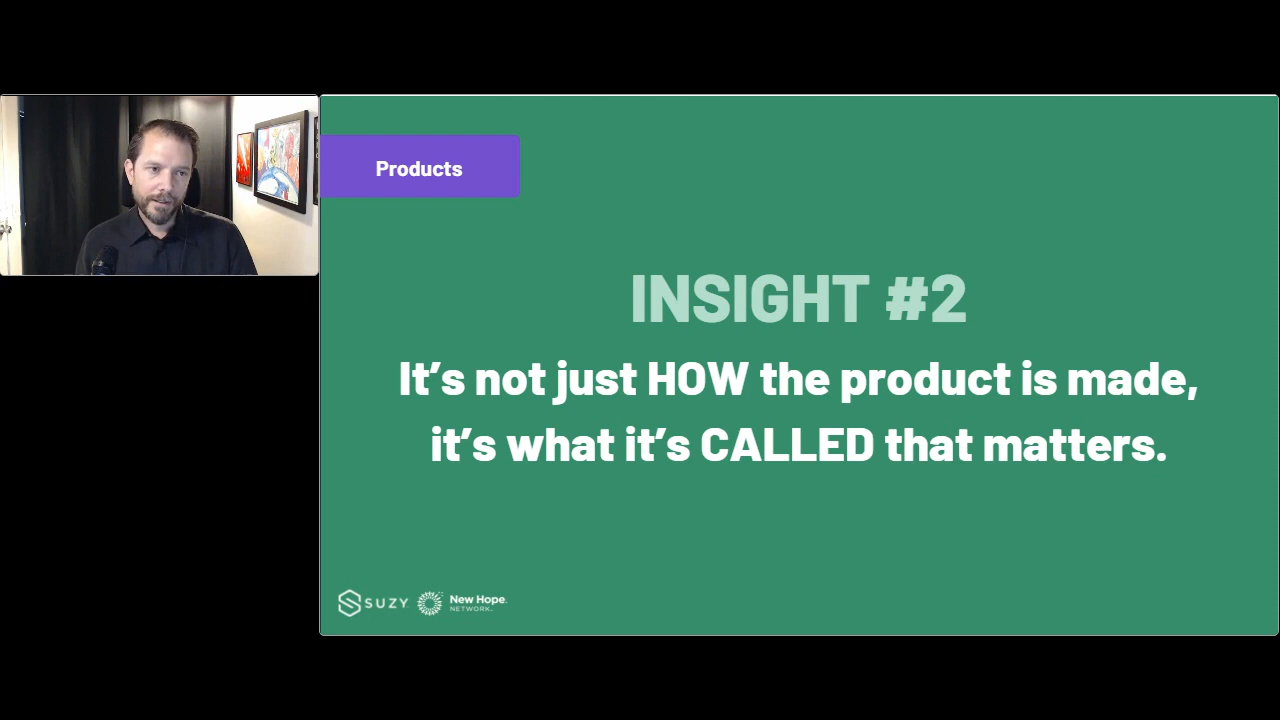 Products
INSIGHT #2
It’s not just HOW the product is made,
it’s what it’s CALLED that matters.
SUZY
New Hope
NETWORK